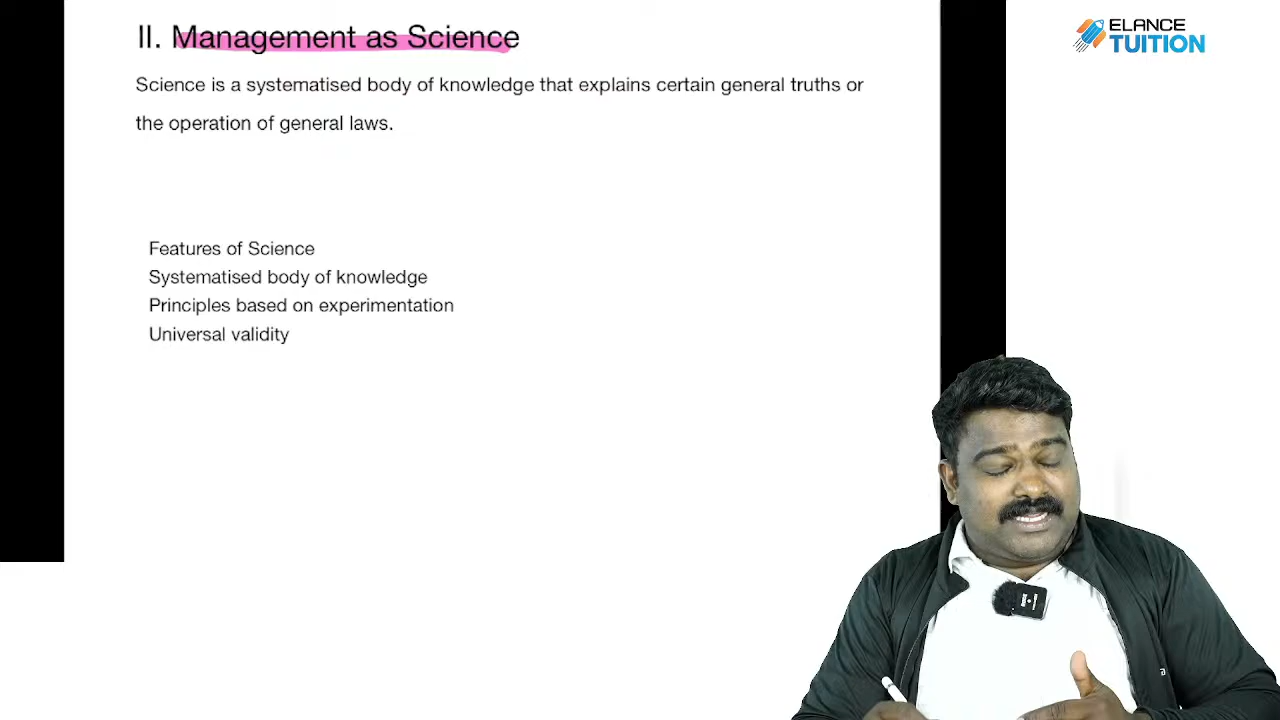 II. Management as Science
ELANCE
TUITION
Science is a systematised body of knowledge that explains certain general truths or
the operation of general laws.
Features of Science
Systematised body of knowledge
Principles based on experimentation
Universal validity